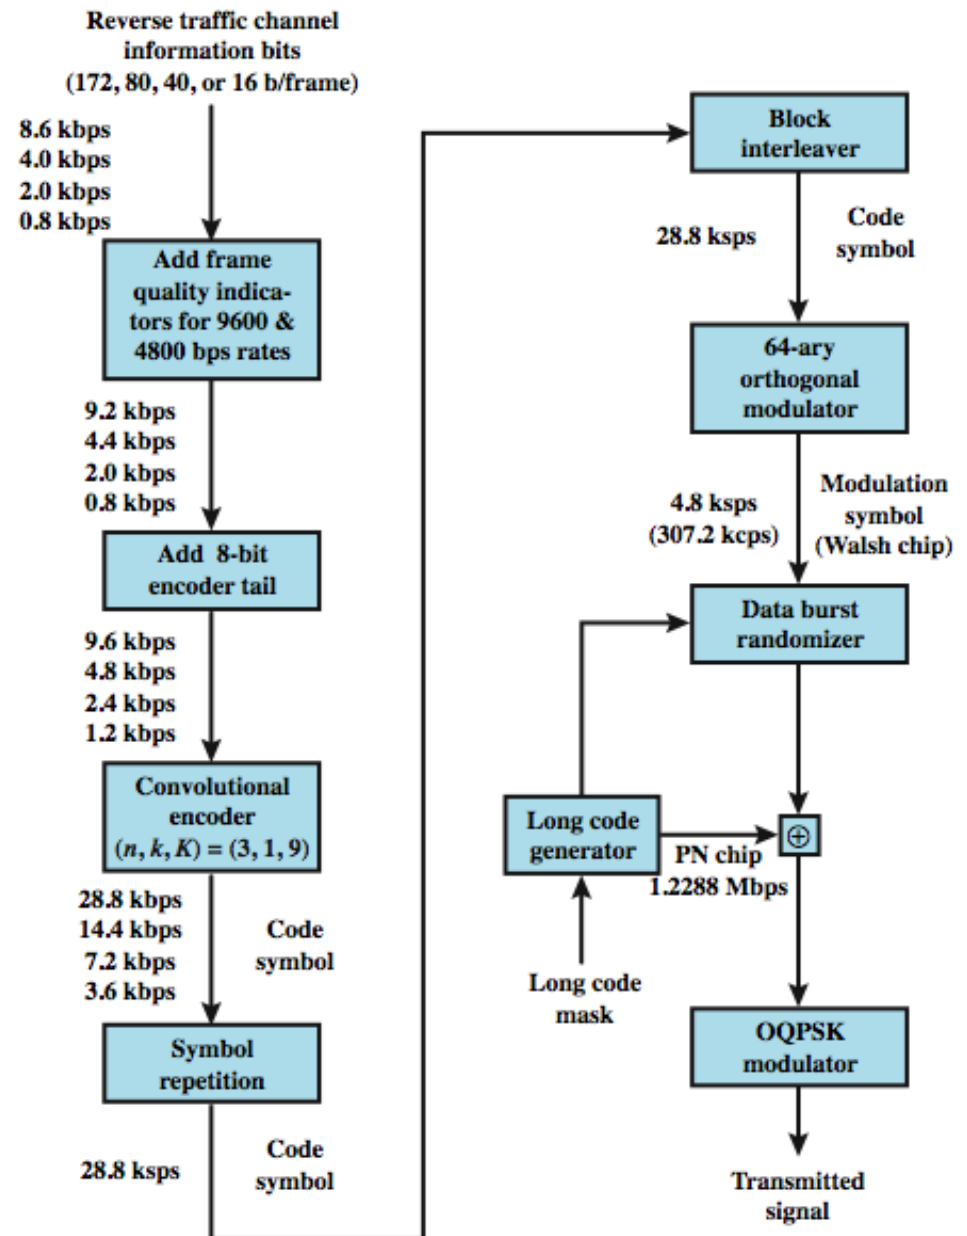 Reverse traffic channel
information bits
(172, 80, 40, or 16 b/frame)
8.6 kbps
4.0 kbps
2.0 kbps
0.8 kbps
Add frame
quality indica-
tors for 9600 &
4800 bps rates
9.2 kbps
4.4 kbps
2.0 kbps
0.8 kbps
Add 8-bit
encoder tail
9.6 kbps
4.8 kbps
2.4 kbps
1.2 kbps
Convolutional
encoder
(n, k, K) = (3, 1, 9)
28.8 kbps
14.4 kbps
7.2 kbps
3.6 kbps
Code
symbol
Symbol
repetition
28.8 ksps
Code
symbol
Block
interleaver
28.8 ksps
Code
symbol
64-ary
orthogonal
modulator
4.8 ksps
(307.2 kcps)
Modulation
symbol
(Walsh chip)
Data burst
randomizer
Long code
generator
PN chip
1.2288 Mbps
⊕
Long code
mask
OQPSK
modulator
Transmitted
signal